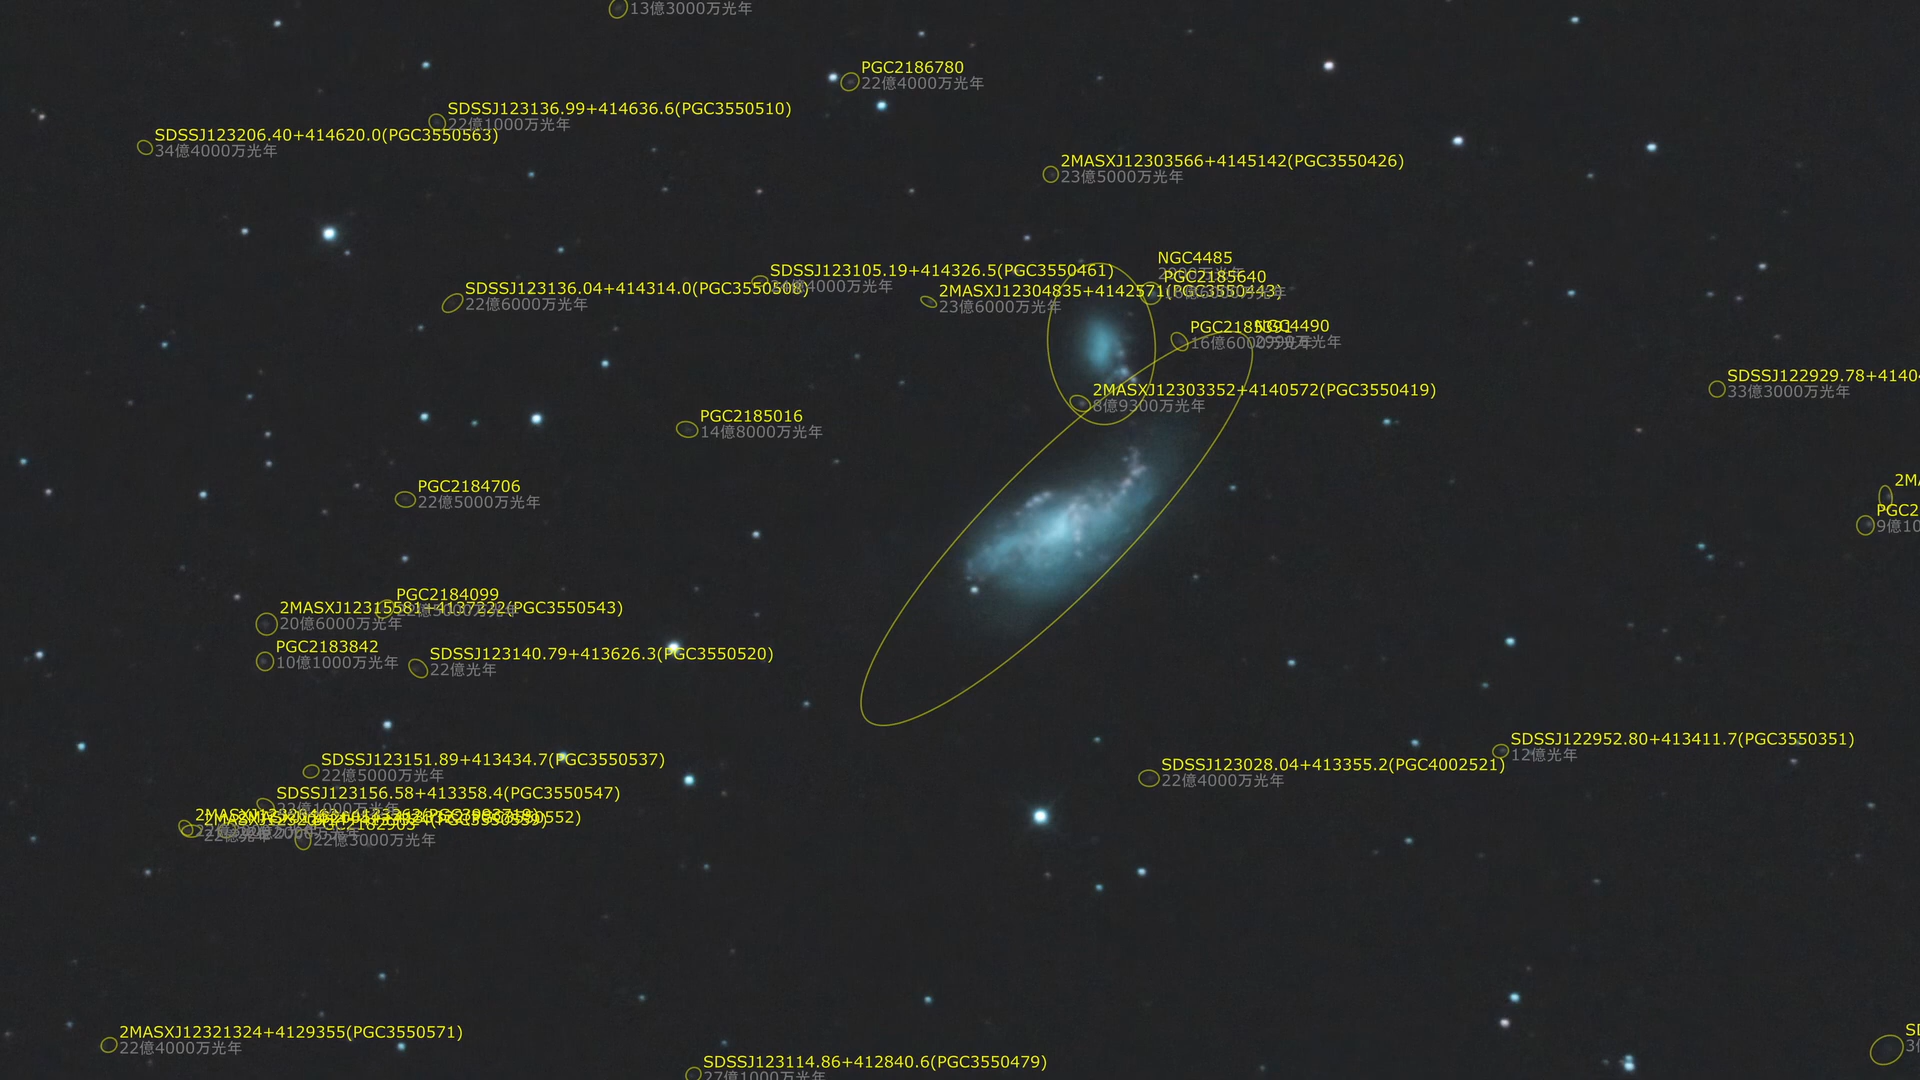 13億3000万光年
PGC2186780
22億4000万光年
SDSSJ123136.99+414636.6(PGC3550510)
22億1000万光年
SDSSJ123206.40+414620.0(PGC3550563)
34億4000万光年
2MASXJ12303566+4145142(PGC3550426)
23億5000万光年
NGC4485
PGC2185640
SDSSJ123105.19+414326.5(PGC3550461)
SDSSJ123136.04+414314.0(PGC3550508)
22億6000万光年
2MASXJ12304835+4142571(PGC3550443)
23億6000万光年
NGC4490
2990万光年
SDSSJ122929.78+4140
33億3000万光年
2MASXJ12303352+4140572(PGC3550419)
8億9300万光年
PGC2185016
14億8000万光年
PGC2184706
22億5000万光年
2MA
PGC2
9億10
PGC2184099
2MASXJ12315581+4137222(PGC3550543)
20億6000万光年
PGC2183842
10億1000万光年
SDSSJ123140.79+413626.3(PGC3550520)
22億光年
SDSSJ122952.80+413411.7(PGC3550351)
12億光年
SDSSJ123151.89+413434.7(PGC3550537)
22億5000万光年
SDSSJ123028.04+413355.2(PGC4002521)
22億4000万光年
SDSSJ123156.58+413358.4(PGC3550547)
PGC2182903
22億3000万光年
2MASXJ12321324+4129355(PGC3550571)
22億4000万光年
SD
3億
SDSSJ123114.86+412840.6(PGC3550479)
27億1000万光年